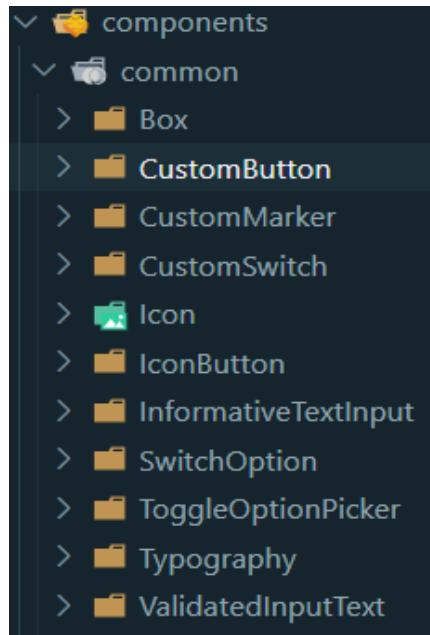 components
common
Box
CustomButton
CustomMarker
CustomSwitch
Icon
IconButton
InformativeTextInput
SwitchOption
ToggleOptionPicker
Typography
ValidatedInputText